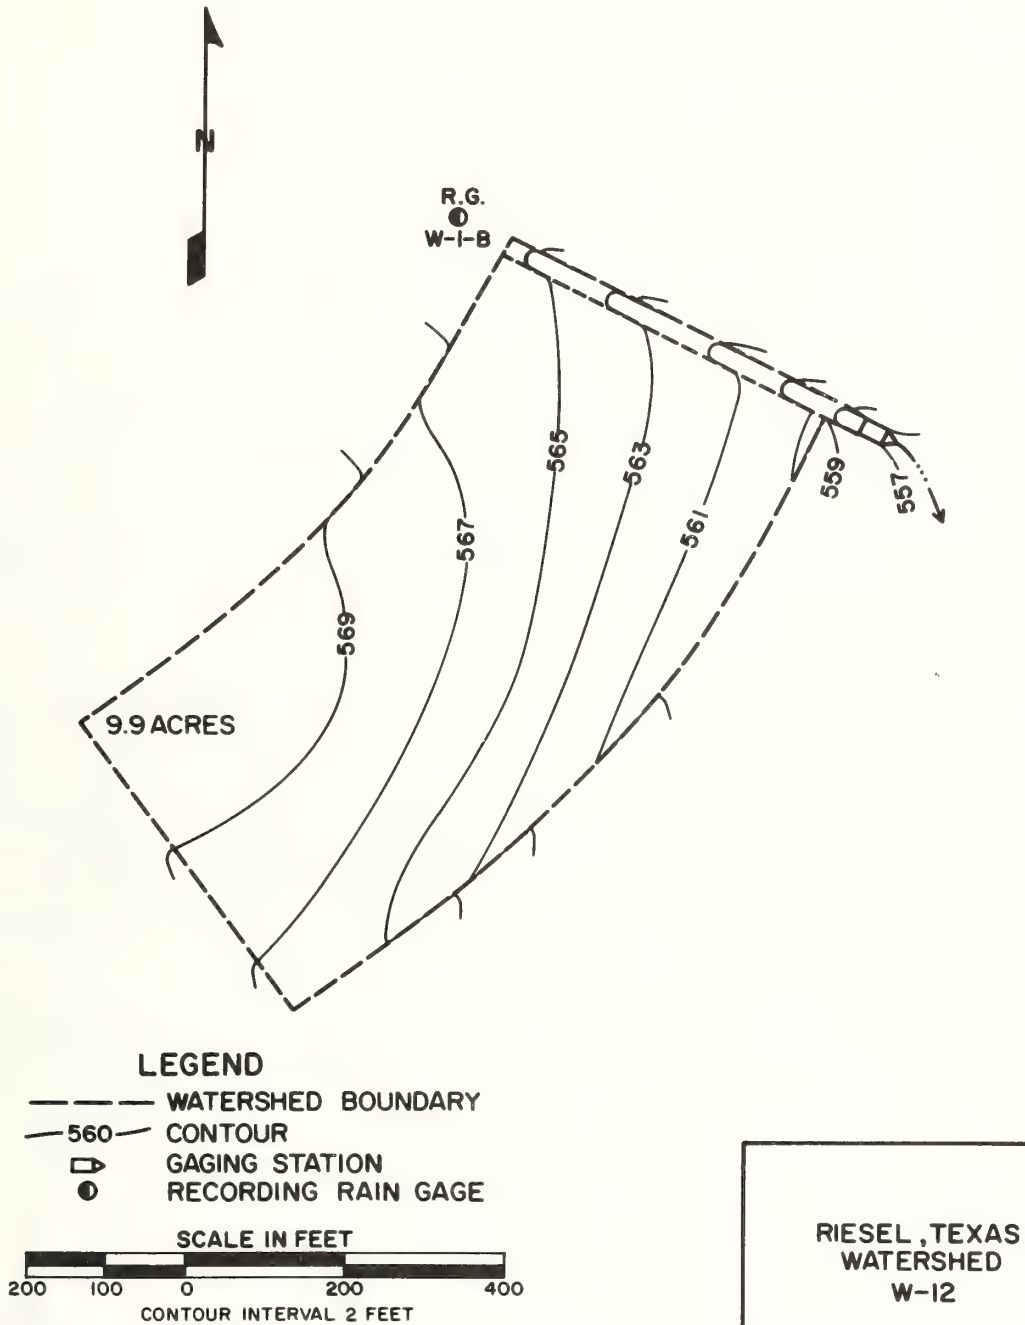 N
R.G.
W-1-B
565
563
561
559
557
567
569
9.9 ACRES
LEGEND
WATERSHED BOUNDARY
560 CONTOUR
GAGING STATION
RECORDING RAIN GAGE
SCALE IN FEET
200 100 0 200 400
CONTOUR INTERVAL 2 FEET
RIESEL, TEXAS
WATERSHED
W-12